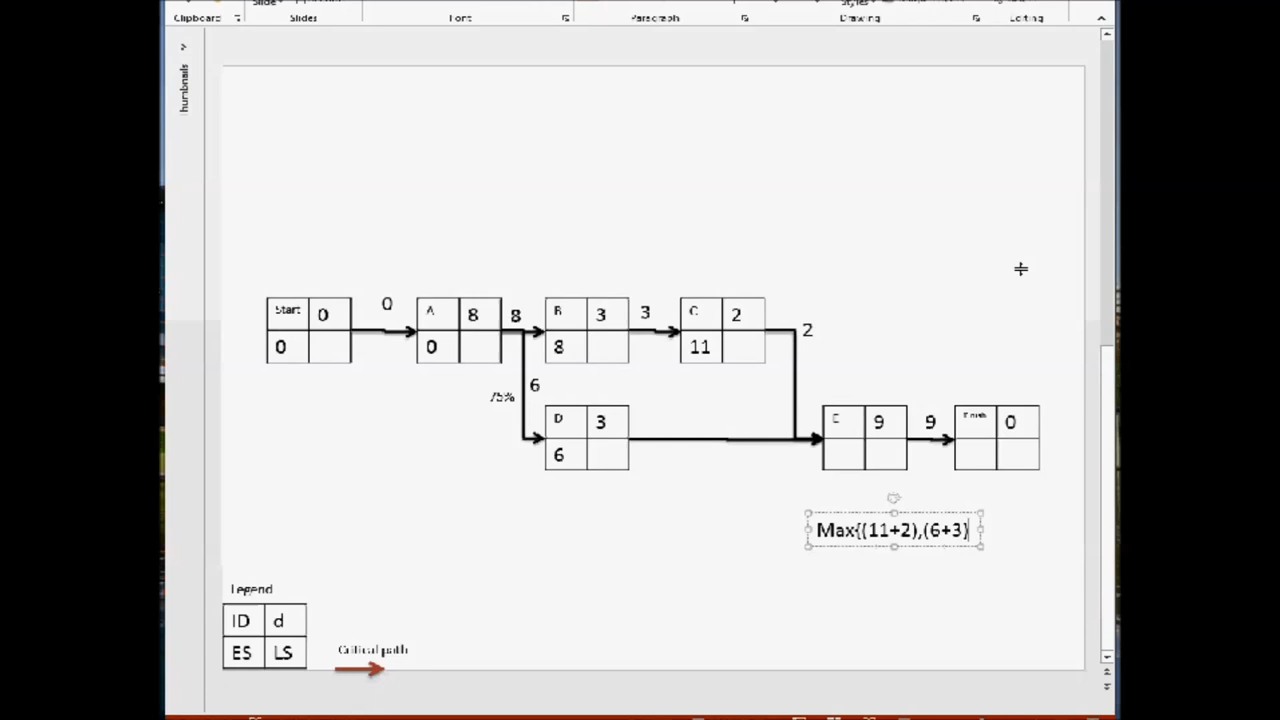 Clipboard Slides Font Paragraph Drawing Editing
0
Start 0
0
A 8
0
8
B 3
8
3
C 2
11
2
75%
6
D 3
6
9
9
0
Max{(11+2),(6+3)
Legend
ID d
ES LS
Critical path